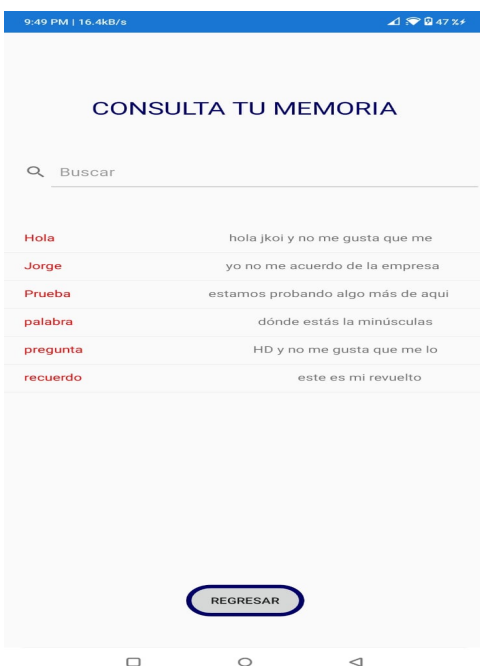 9:49 PM | 16.4kB/s 47 %
CONSULTA TU MEMORIA
Buscar
Hola hola jkoi y no me gusta que me
Jorge yo no me acuerdo de la empresa
Prueba estamos probando algo más de aqui
palabra dónde estás la minúsculas
pregunta HD y no me gusta que me lo
recuerdo este es mi revuelto
REGRESAR